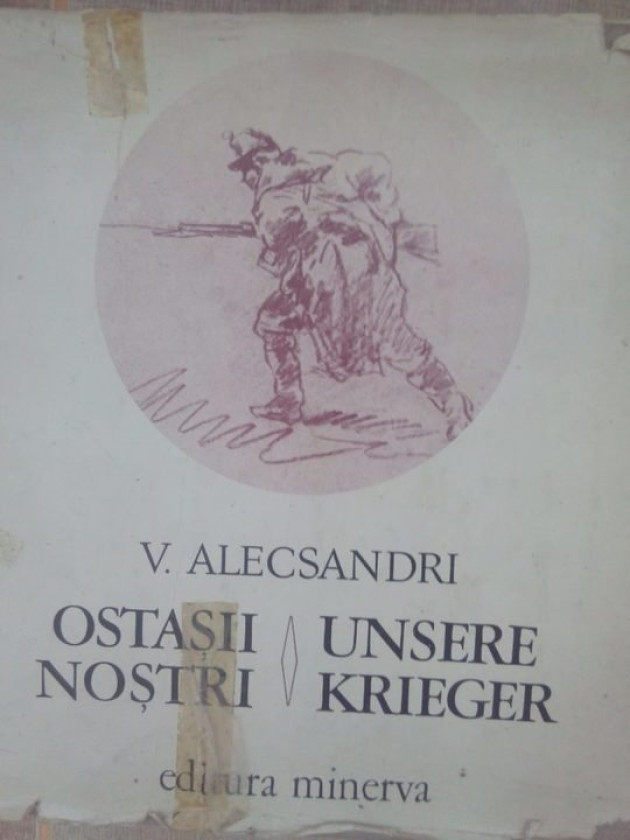 V. ALECSANDRI
OSTAȘII
NOȘTRI
UNSERE
KRIEGER
editura minerva